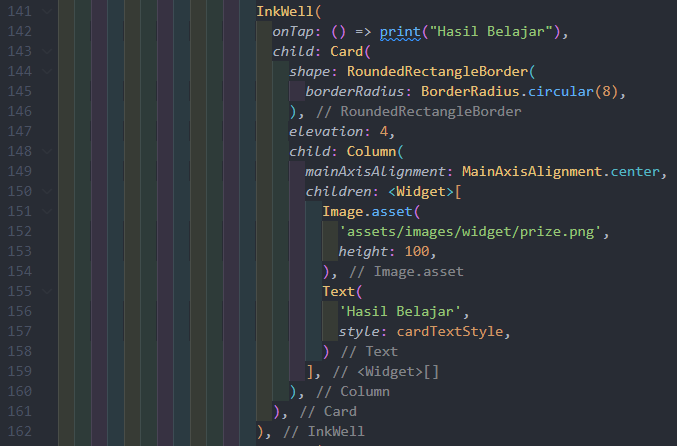 141 InkWell(
142 onTap: () => print("Hasil Belajar"),
143 child: Card(
144 shape: RoundedRectangleBorder(
145 borderRadius: BorderRadius.circular(8),
146 ), // RoundedRectangleBorder
147 elevation: 4,
148 child: Column(
149 mainAxisAlignment: MainAxisAlignment.center,
150 children: <Widget>[
151 Image.asset(
152 'assets/images/widget/prize.png',
153 height: 100,
154 ), // Image.asset
155 Text(
156 'Hasil Belajar',
157 style: cardTextStyle,
158 ) // Text
159 ], // <Widget>[]
160 ), // Column
161 ), // Card
162 ), // InkWell